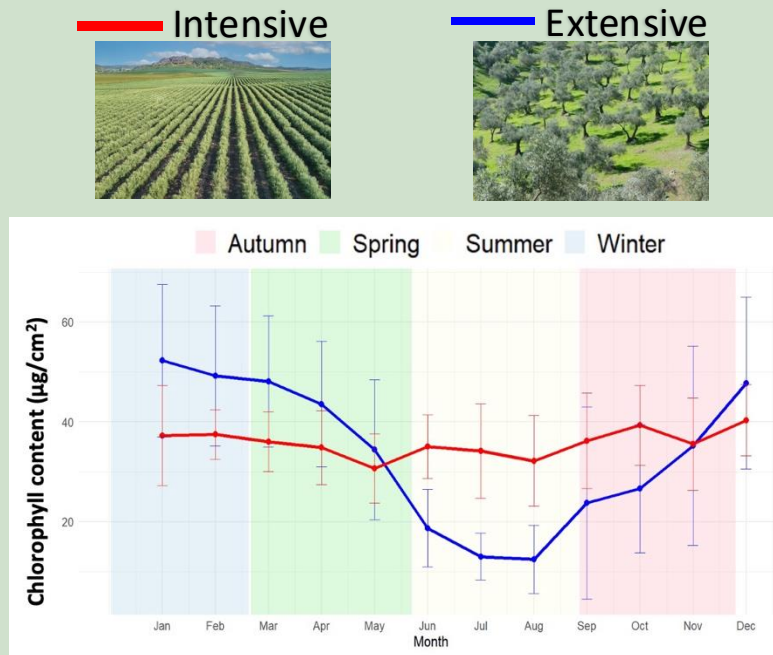 Intensive
Extensive
Autumn Spring Summer Winter
Chlorophyll content (µg/cm²)
60
40
20
Jan Feb Mar Apr May Jun Jul Aug Sep Oct Nov Dec
Month